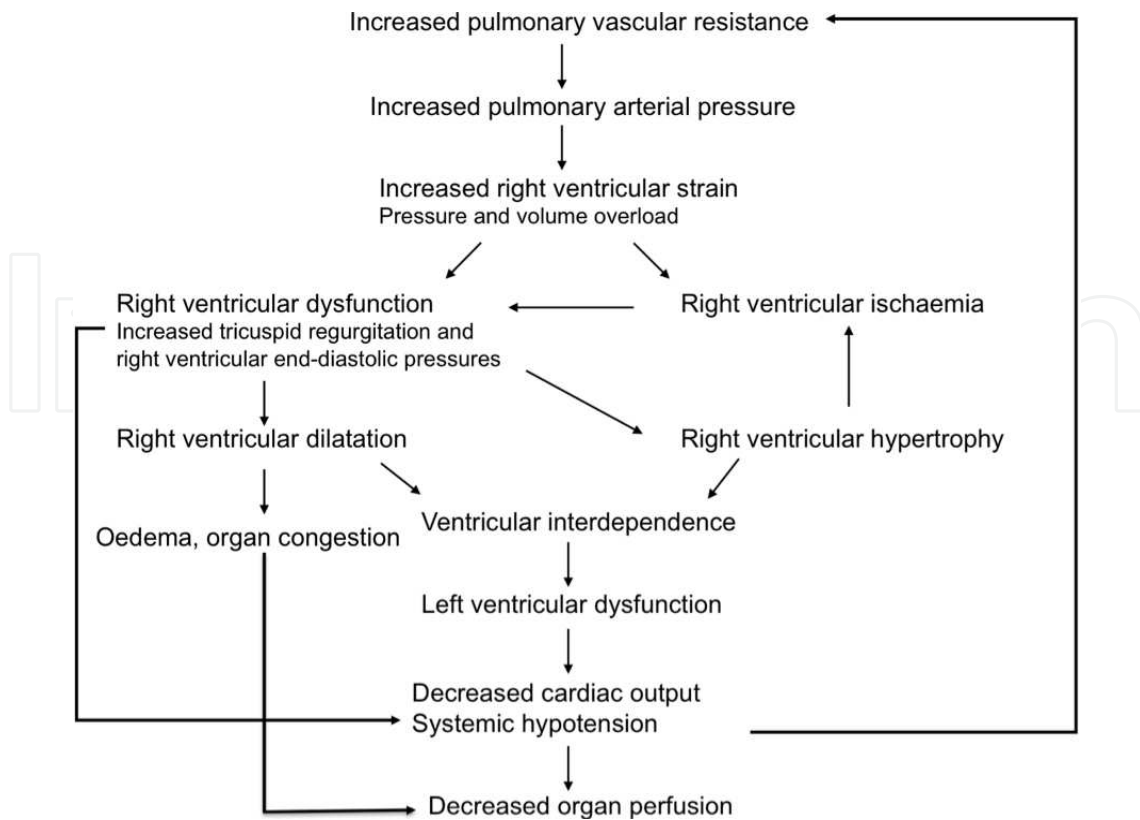 Increased pulmonary vascular resistance
Increased pulmonary arterial pressure
Increased right ventricular strain
Pressure and volume overload
Right ventricular dysfunction
Increased tricuspid regurgitation and
right ventricular end-diastolic pressures
Right ventricular ischaemia
Right ventricular dilatation
Right ventricular hypertrophy
Oedema, organ congestion
Ventricular interdependence
Left ventricular dysfunction
Decreased cardiac output
Systemic hypotension
Decreased organ perfusion